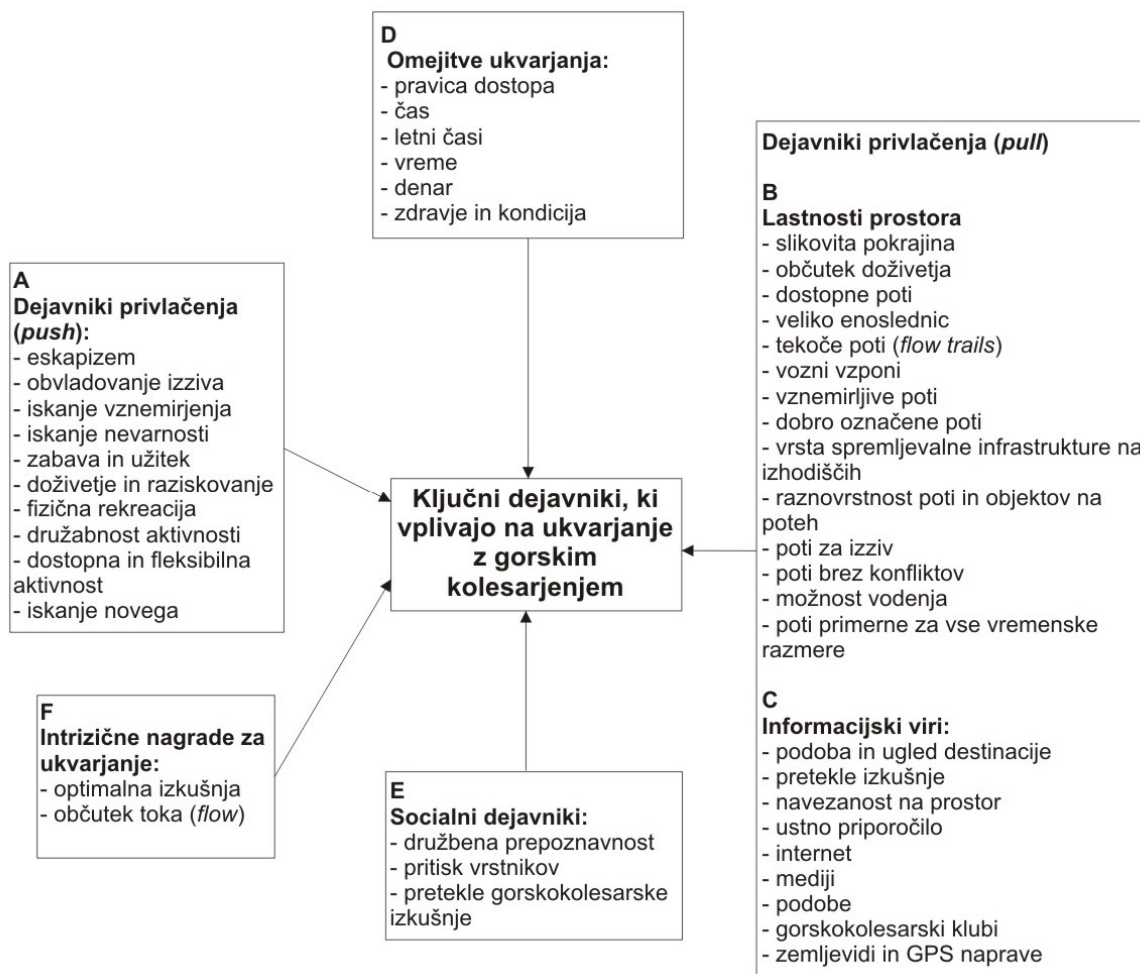 D
Omejitve ukvarjanja:
- pravica dostopa
- čas
- letni časi
- vreme
- denar
- zdravje in kondicija
A
Dejavniki privlačenja
(push):
- eskapizem
- obvladovanje izziva
- iskanje vznemirjenja
- iskanje nevarnosti
- zabava in užitek
- doživetje in raziskovanje
- fizična rekreacija
- družabnost aktivnosti
- dostopna in fleksibilna
aktivnost
- iskanje novega
Ključni dejavniki, ki
vplivajo na ukvarjanje
z gorskim
kolesarjenjem
Dejavniki privlačenja (pull)
B
Lastnosti prostora
- slikovita pokrajina
- občutek doživetja
- dostopne poti
- veliko enoslednic
- tekoče poti (flow trails)
- vozni vzponi
- vznemirljive poti
- dobro označene poti
- vrsta spremljevalne infrastrukture na
izhodiščih
- raznovrstnost poti in objektov na
poteh
- poti za izziv
- poti brez konfliktov
- možnost vodenja
- poti primerne za vse vremenske
razmere
C
Informacijski viri:
- podoba in ugled destinacije
- pretekle izkušnje
- navezanost na prostor
- ustno priporočilo
- internet
- mediji
- podobe
- gorskokolesarski klubi
- zemljevidi in GPS naprave
F
Intrizične nagrade za
ukvarjanje:
- optimalna izkušnja
- občutek toka (flow)
E
Socialni dejavniki:
- družbena prepoznavnost
- pritisk vrstnikov
- pretekle gorskokolesarske
izkušnje